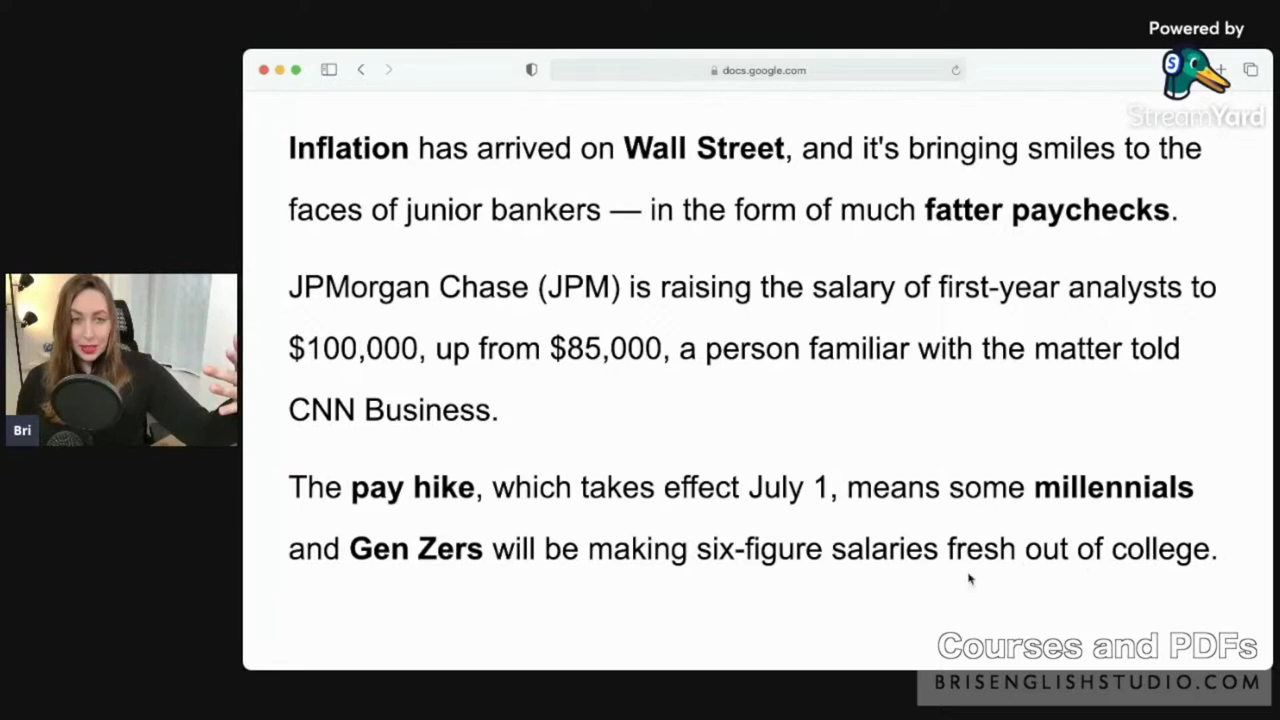 Powered by
StreamYard
docs.google.com
Inflation has arrived on Wall Street, and it's bringing smiles to the
faces of junior bankers — in the form of much fatter paychecks.
JPMorgan Chase (JPM) is raising the salary of first-year analysts to
$100,000, up from $85,000, a person familiar with the matter told
CNN Business.
The pay hike, which takes effect July 1, means some millennials
and Gen Zers will be making six-figure salaries fresh out of college.
Bri
Courses and PDFs
BRISENGLISHSTUDIO.COM